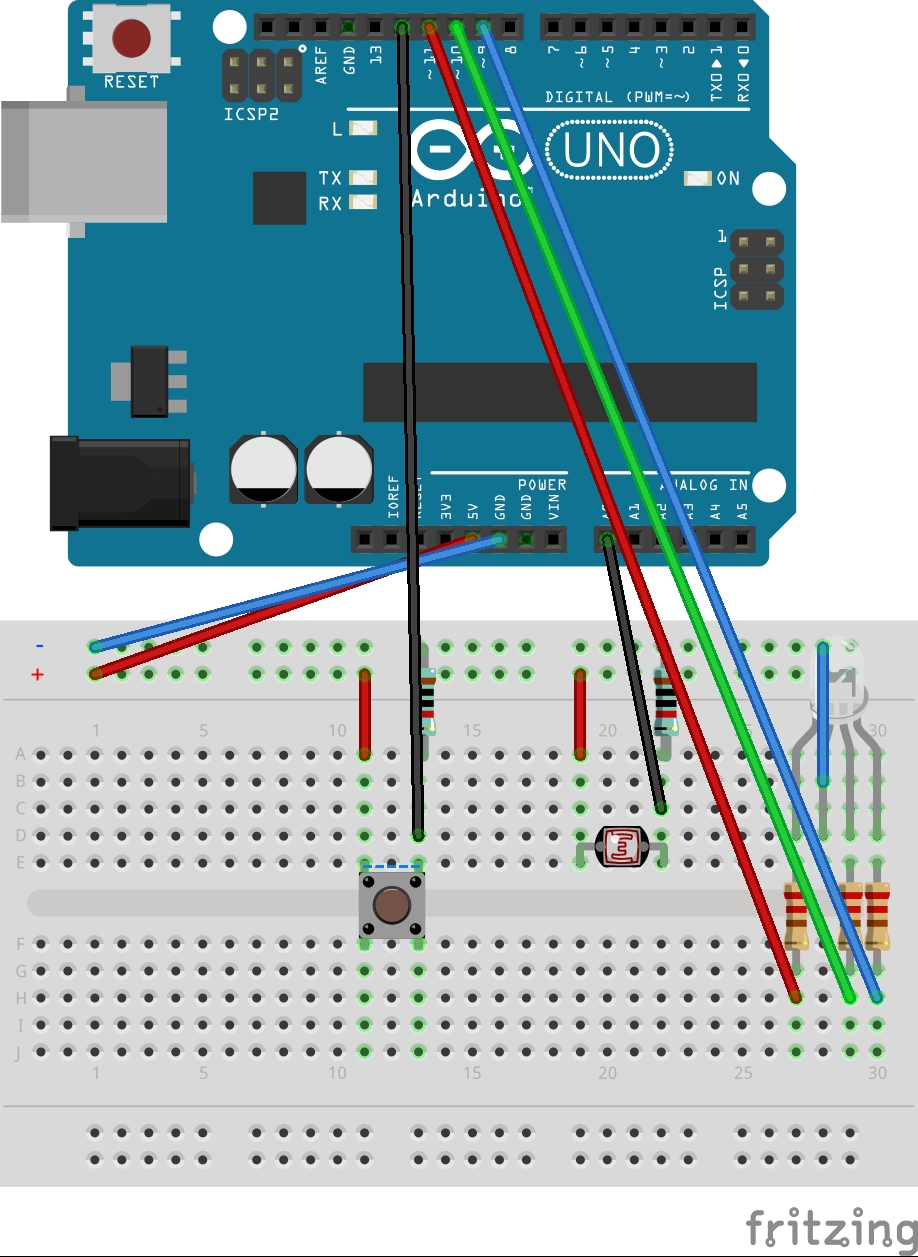 RESET
ICSP2
AREF
GND
13
~11
~10
~9
8
7
~6
~5
4
~3
2
TX0▶1
RX0◀0
DIGITAL (PWM=~)
L
TX
RX
UNO
Arduino™
ON
1
ICSP
POWER
ANALOG IN
IOREF
RESET
3V3
5V
GND
GND
VIN
A0
A1
A2
A3
A4
A5
-
+
1 5 10 15 20 30
A
B
C
D
E
F
G
H
I
J
1 5 10 15 20 25 30
fritzing